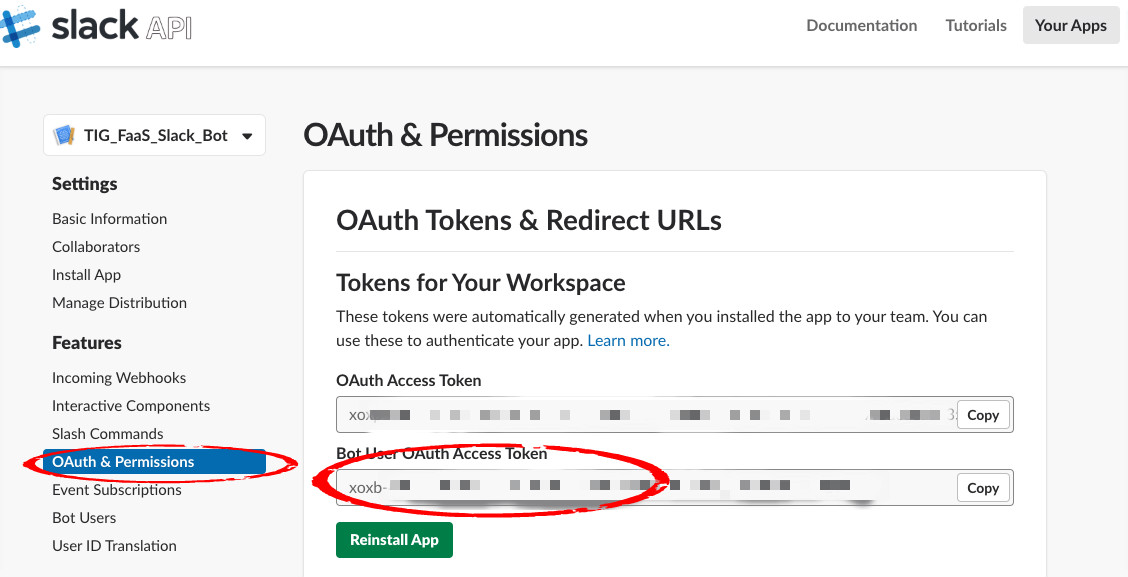 slack API
Documentation
Tutorials
Your Apps
TIG_FaaS_Slack_Bot
Settings
Basic Information
Collaborators
Install App
Manage Distribution
Features
Incoming Webhooks
Interactive Components
Slash Commands
OAuth & Permissions
Event Subscriptions
Bot Users
User ID Translation
OAuth & Permissions
OAuth Tokens & Redirect URLs
Tokens for Your Workspace
These tokens were automatically generated when you installed the app to your team. You can
use these to authenticate your app. Learn more.
OAuth Access Token
Copy
Bot User OAuth Access Token
xoxb-
Copy
Reinstall App